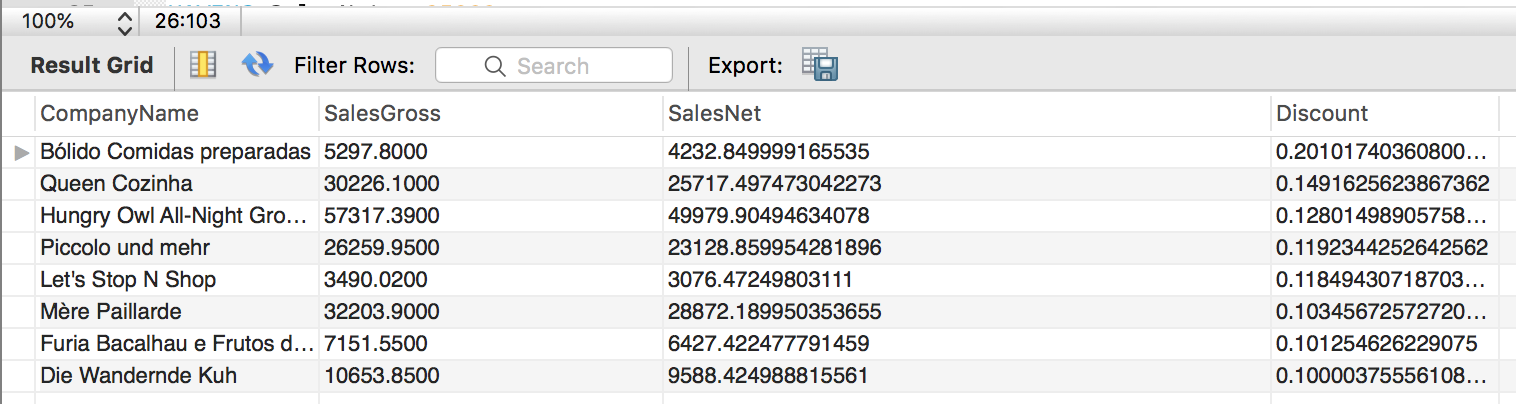 100% 26:103
Result Grid Filter Rows: Search Export:
CompanyName SalesGross SalesNet Discount
Bólido Comidas preparadas 5297.8000 4232.849999165535 0.20101740360800...
Queen Cozinha 30226.1000 25717.497473042273 0.1491625623867362
Hungry Owl All-Night Gro... 57317.3900 49979.90494634078 0.12801498905758...
Piccolo und mehr 26259.9500 23128.859954281896 0.1192344252642562
Let's Stop N Shop 3490.0200 3076.47249803111 0.11849430718703...
Mère Paillarde 32203.9000 28872.189950353655 0.10345672572720...
Furia Bacalhau e Frutos d... 7151.5500 6427.422477791459 0.101254626229075
Die Wandernde Kuh 10653.8500 9588.424988815561 0.10000375556108...